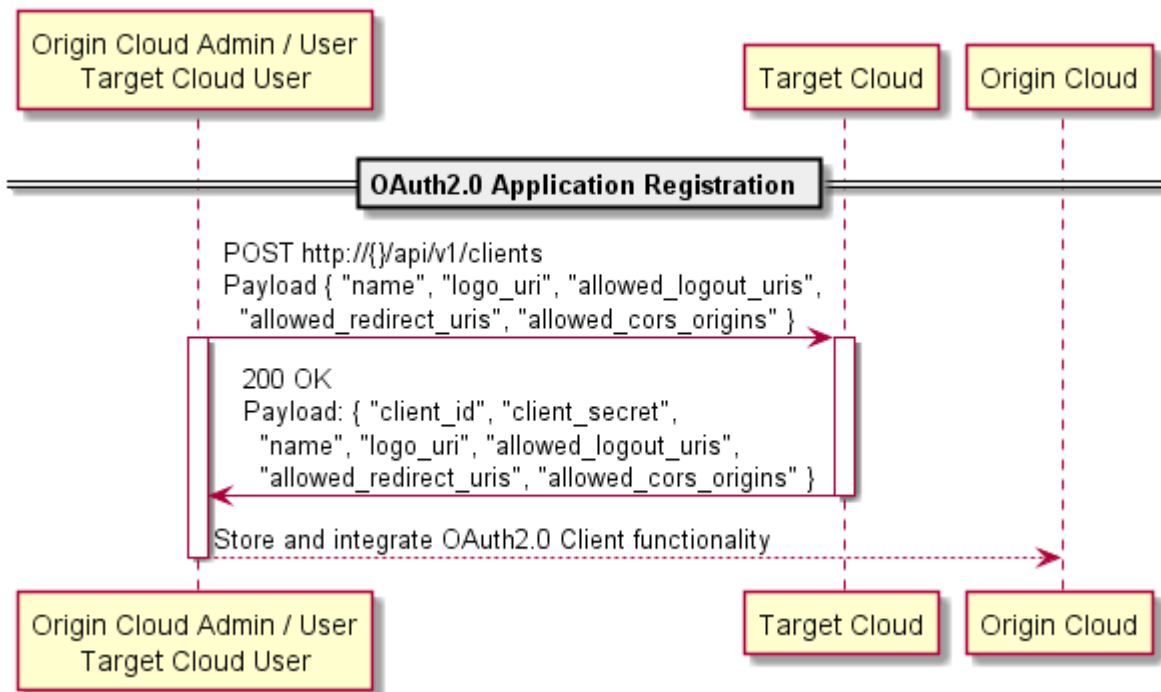 Origin Cloud Admin / User
Target Cloud User
Target Cloud
Origin Cloud
OAuth2.0 Application Registration
POST http://{}/api/v1/clients
Payload { "name", "logo_uri", "allowed_logout_uris",
"allowed_redirect_uris", "allowed_cors_origins" }
200 OK
Payload: { "client_id", "client_secret",
"name", "logo_uri", "allowed_logout_uris",
"allowed_redirect_uris", "allowed_cors_origins" }
Store and integrate OAuth2.0 Client functionality
Origin Cloud Admin / User
Target Cloud User
Target Cloud
Origin Cloud